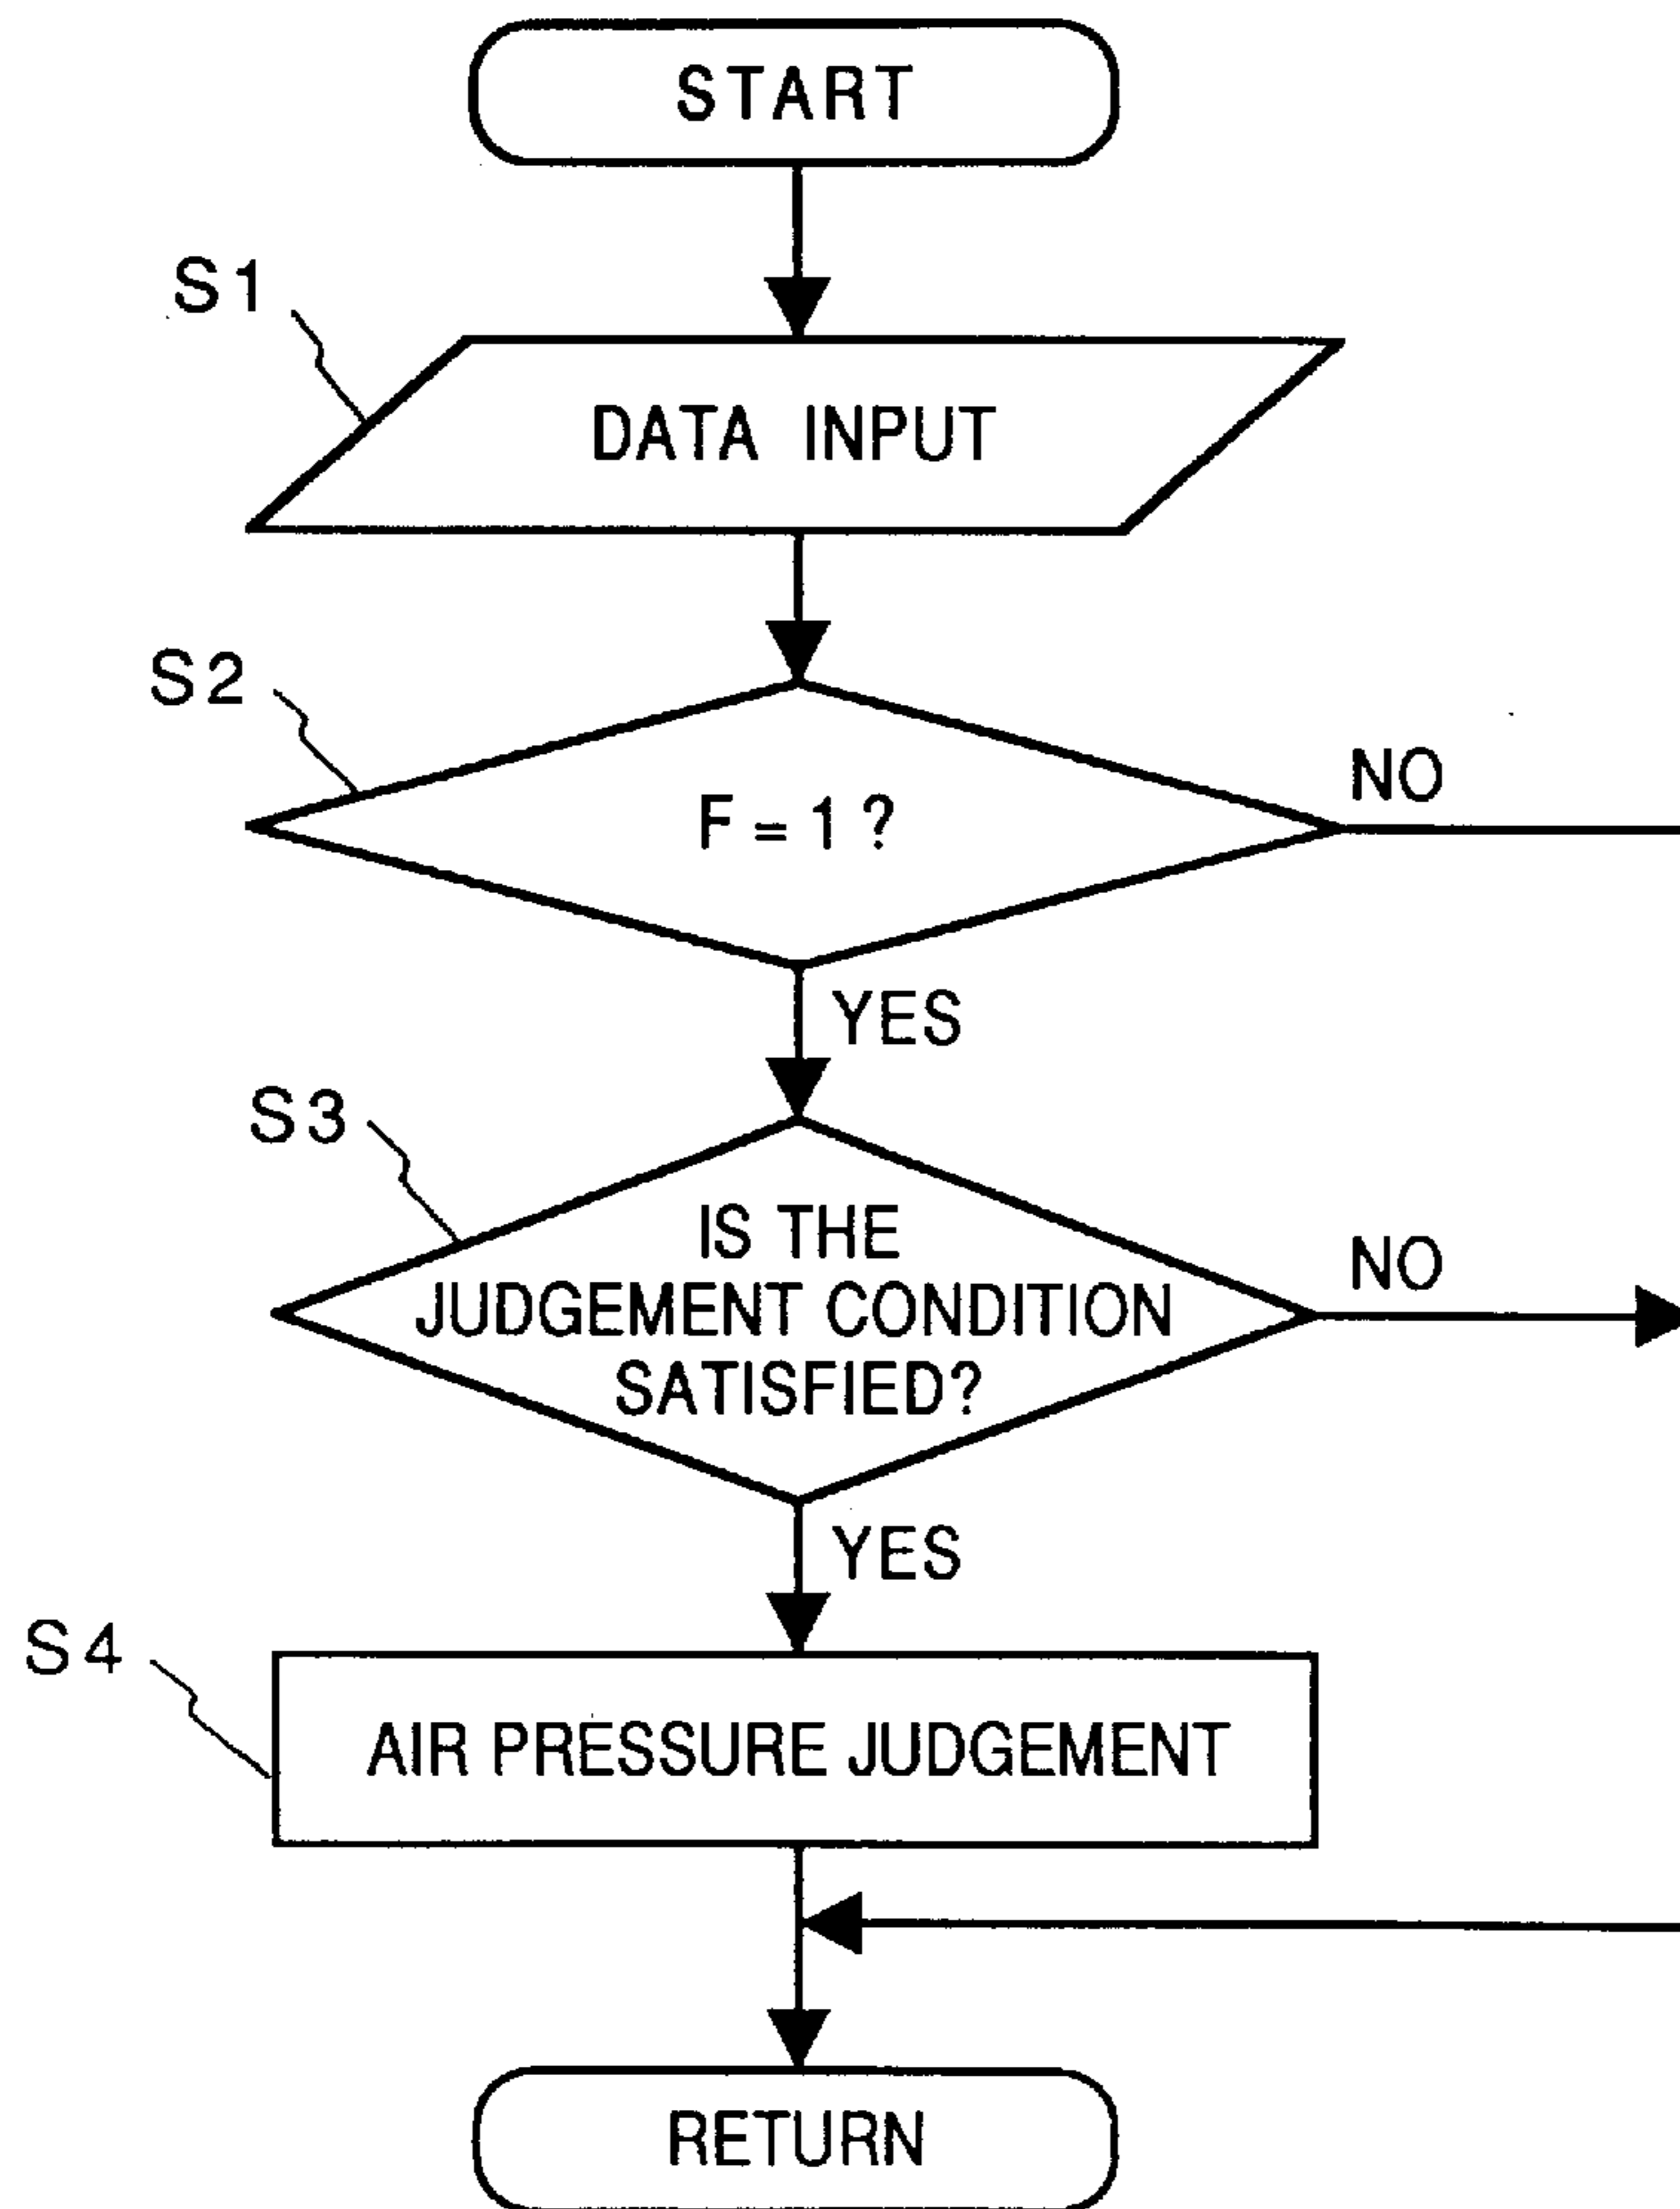 START
S1
DATA INPUT
S2
F = 1 ?
NO
YES
S3
IS THE
JUDGEMENT CONDITION
SATISFIED?
NO
YES
S4
AIR PRESSURE JUDGEMENT
RETURN